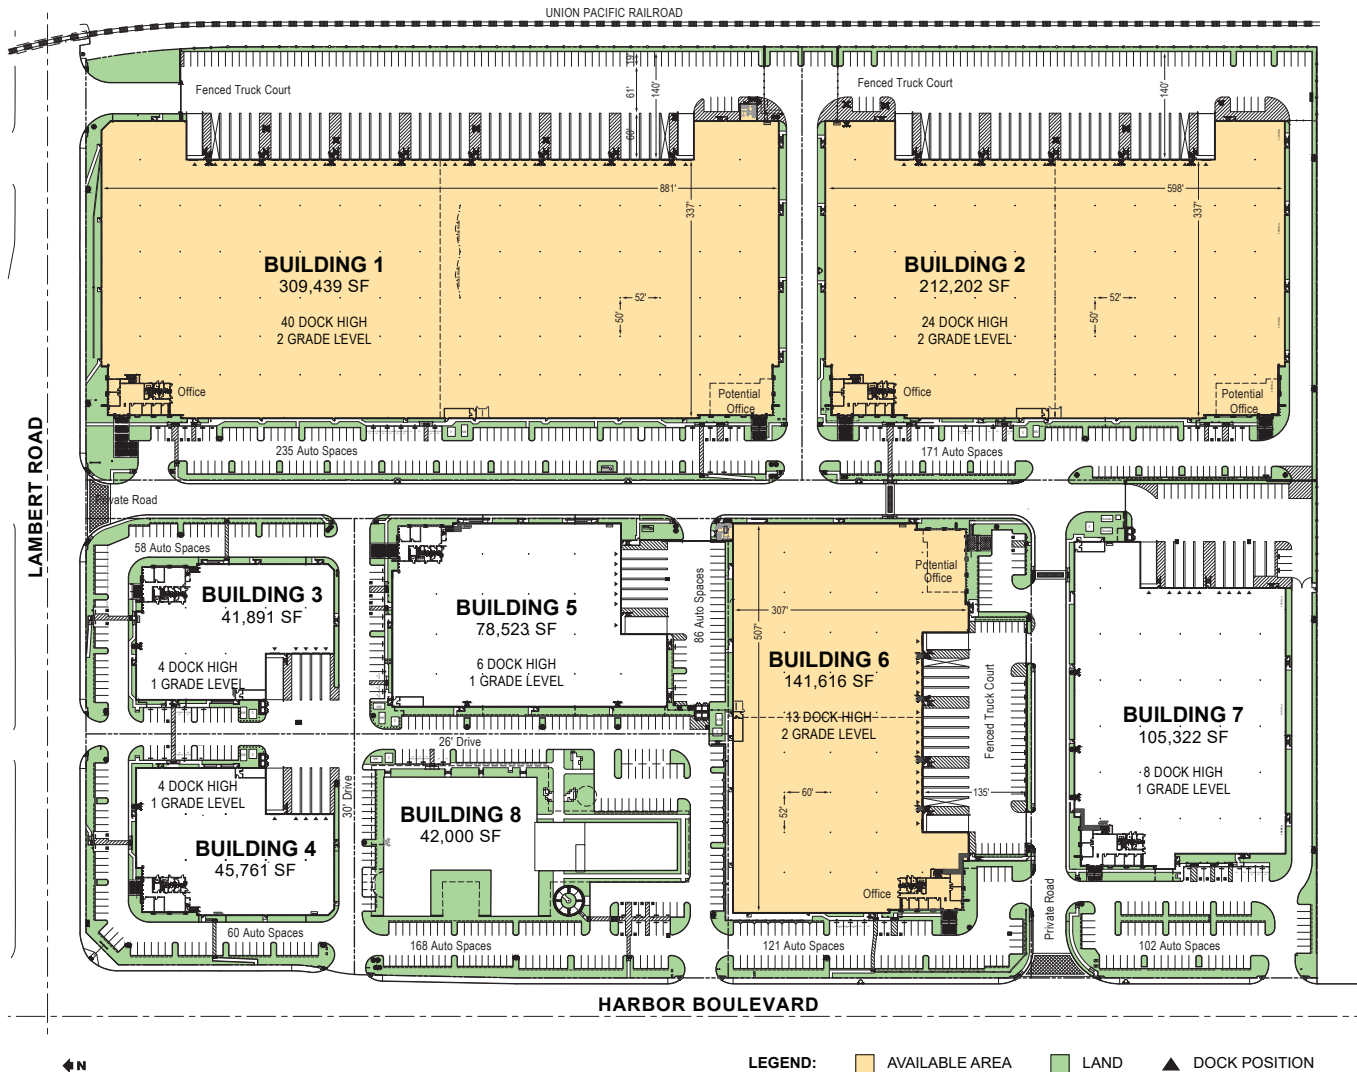 UNION PACIFIC RAILROAD
Fenced Truck Court
19'
61'
140'
60'
Fenced Truck Court
140'
881'
337'
598'
337'
BUILDING 1
309,439 SF
40 DOCK HIGH
2 GRADE LEVEL
52'
50'
BUILDING 2
212,202 SF
24 DOCK HIGH
2 GRADE LEVEL
52'
50'
Office
Potential
Office
Office
Potential
Office
235 Auto Spaces
171 Auto Spaces
LAMBERT ROAD
Private Road
58 Auto Spaces
BUILDING 3
41,891 SF
4 DOCK HIGH
1 GRADE LEVEL
BUILDING 5
78,523 SF
6 DOCK HIGH
1 GRADE LEVEL
86 Auto Spaces
Potential
Office
307'
507'
BUILDING 6
141,616 SF
13 DOCK HIGH
2 GRADE LEVEL
60'
52'
Fenced Truck Court
135'
Office
BUILDING 7
105,322 SF
8 DOCK HIGH
1 GRADE LEVEL
26' Drive
30' Drive
4 DOCK HIGH
1 GRADE LEVEL
BUILDING 4
45,761 SF
BUILDING 8
42,000 SF
Private Road
60 Auto Spaces
168 Auto Spaces
121 Auto Spaces
102 Auto Spaces
HARBOR BOULEVARD
N
LEGEND:
AVAILABLE AREA
LAND
DOCK POSITION